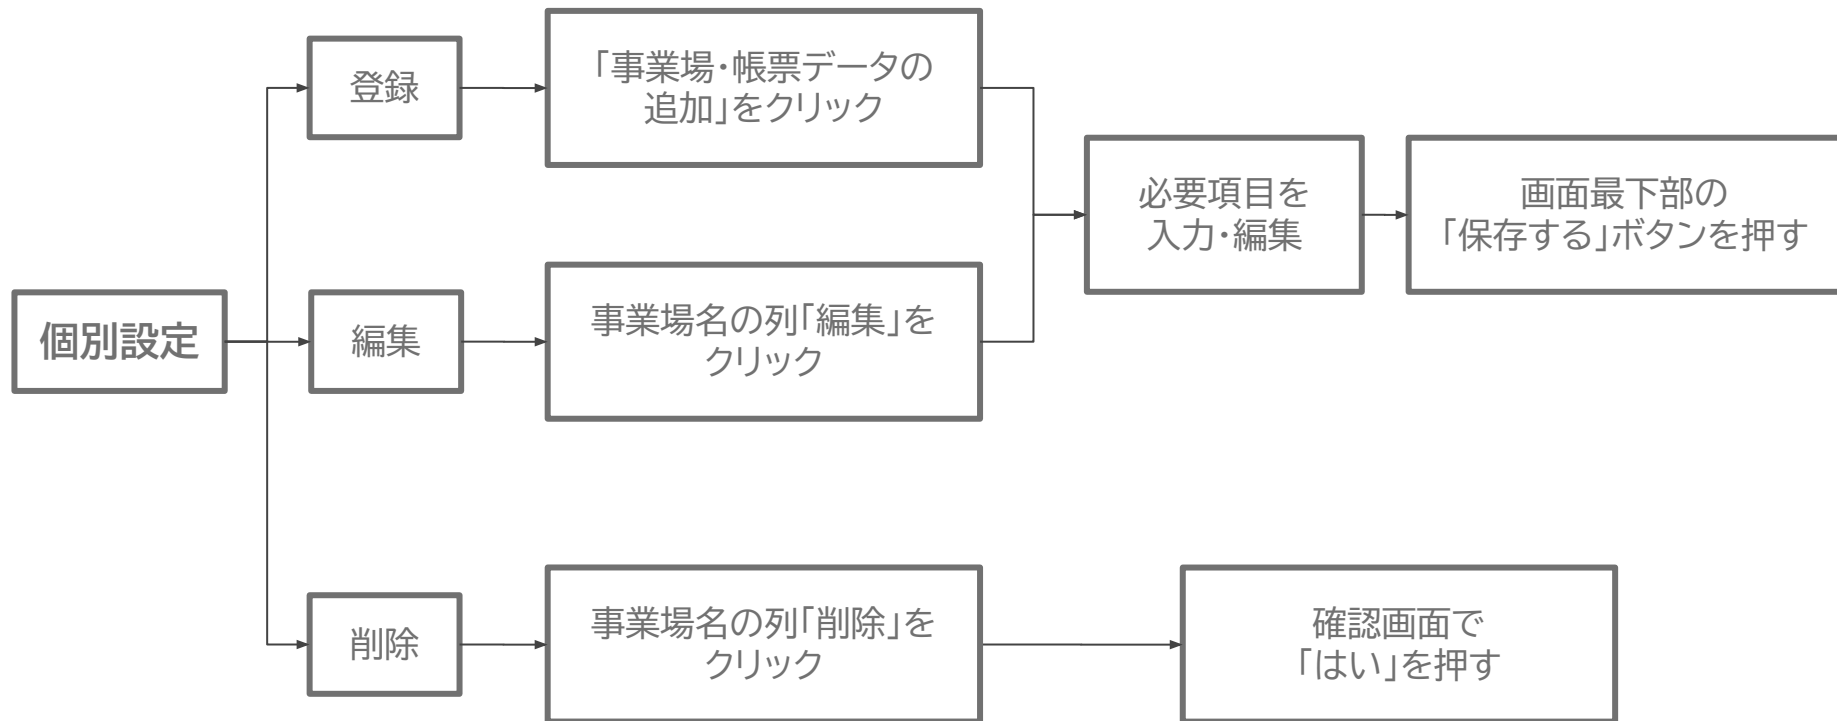 個別設定
登録
「事業場・帳票データの
追加」をクリック
編集
事業場名の列「編集」を
クリック
必要項目を
入力・編集
画面最下部の
「保存する」ボタンを押す
削除
事業場名の列「削除」を
クリック
確認画面で
「はい」を押す